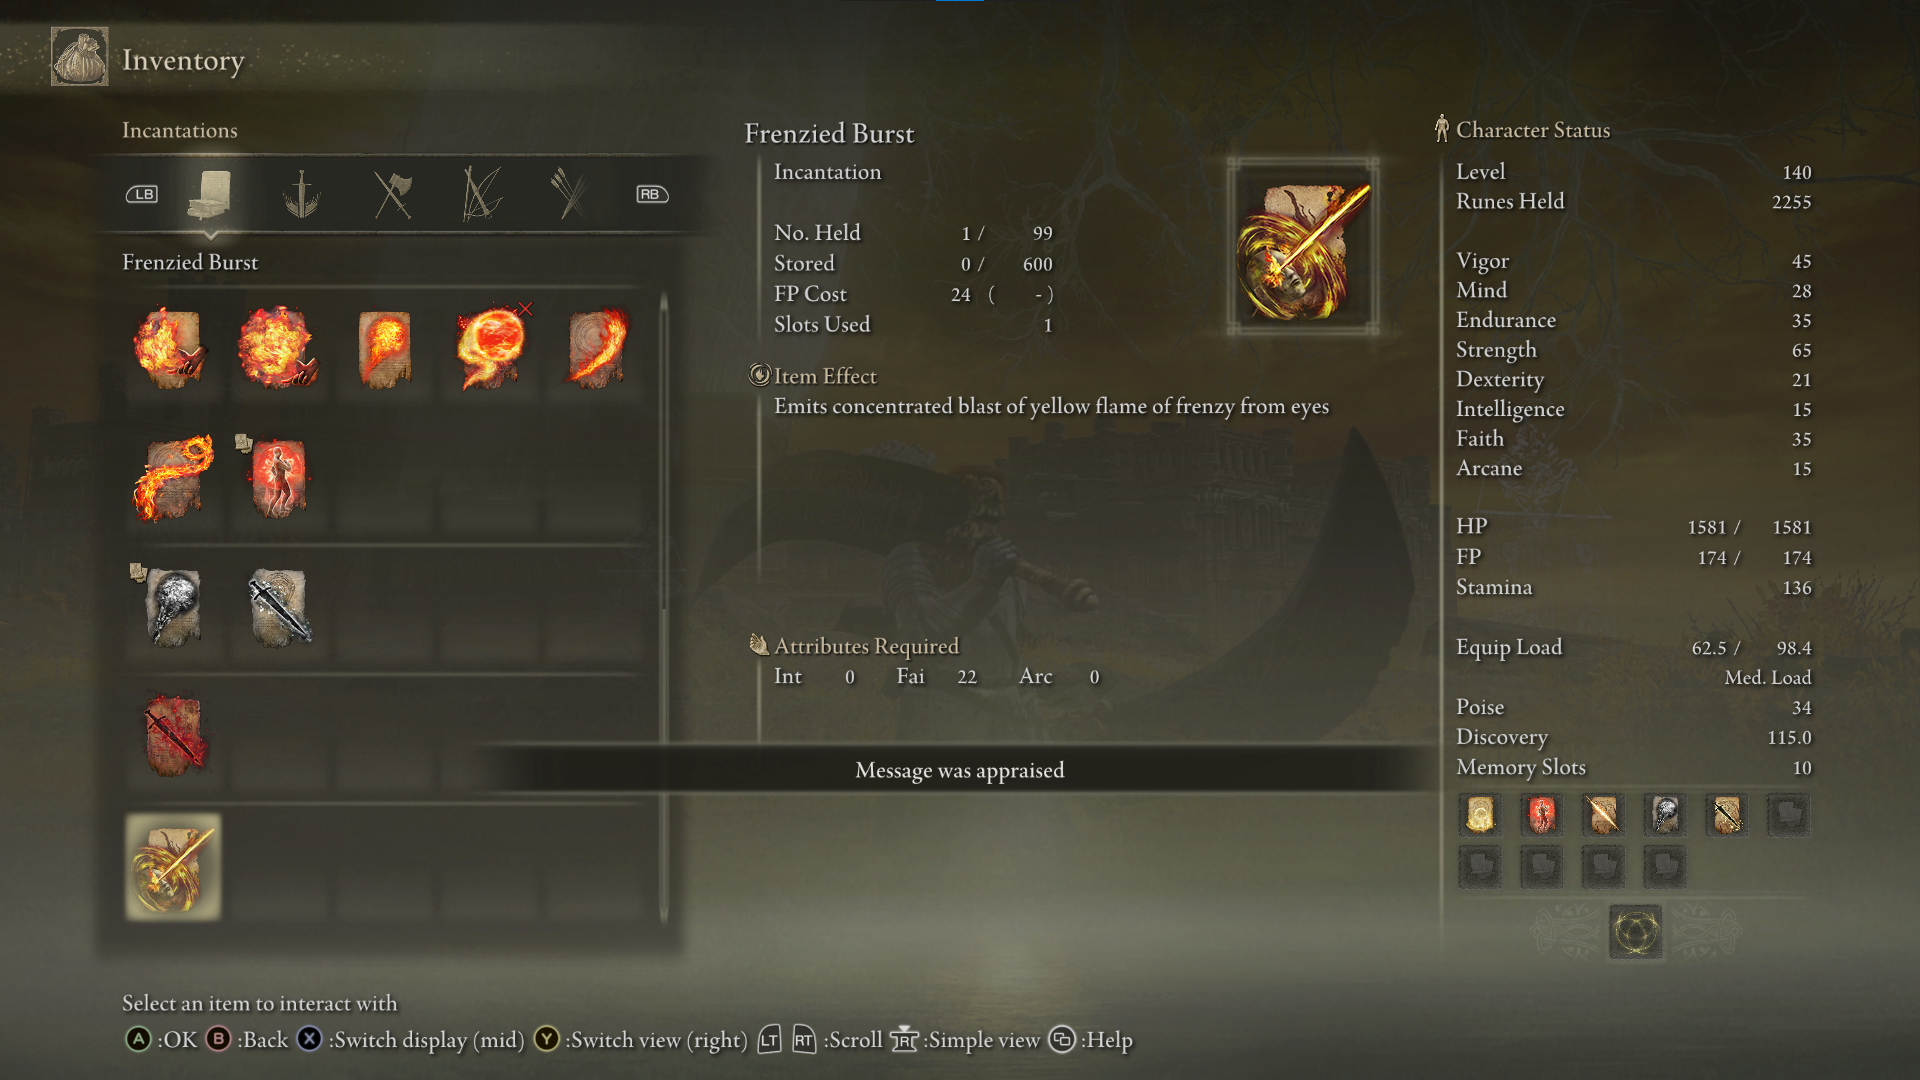 Inventory
Incantations
LB
RB
Frenzied Burst
Frenzied Burst
Incantation
No. Held 1 / 99
Stored 0 / 600
FP Cost 24 ( - )
Slots Used 1
Item Effect
Emits concentrated blast of yellow flame of frenzy from eyes
Attributes Required
Int 0 Fai 22 Arc 0
Message was appraised
Character Status
Level 140
Runes Held 2255
Vigor 45
Mind 28
Endurance 35
Strength 65
Dexterity 21
Intelligence 15
Faith 35
Arcane 15
HP 1581 / 1581
FP 174 / 174
Stamina 136
Equip Load 62.5 / 98.4
Med. Load
Poise 34
Discovery 115.0
Memory Slots 10
Select an item to interact with
A :OK B :Back X :Switch display (mid) Y :Switch view (right) LT RT :Scroll R :Simple view :Help